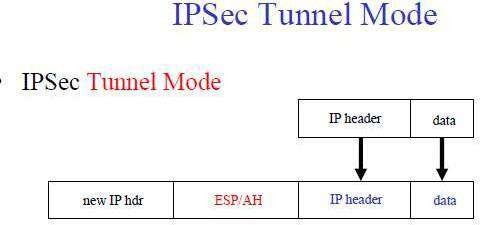 IPSec Tunnel Mode
• IPSec Tunnel Mode
IP header data
new IP hdr ESP/AH IP header data